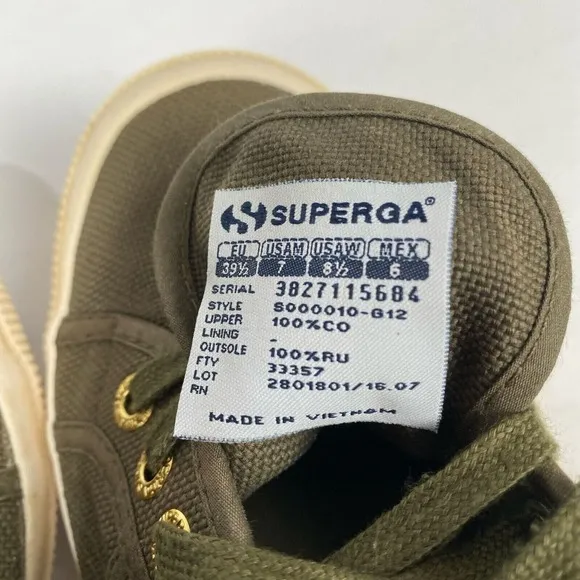 SUPERGA®
EU USAM USAW MEX
39½ 7 8½ 6
SERIAL 3827115684
STYLE S000010-G12
UPPER 100%CO
LINING -
OUTSOLE 100%RU
FTY 33357
LOT 2801801/16.07
RN
MADE IN VIETNAM